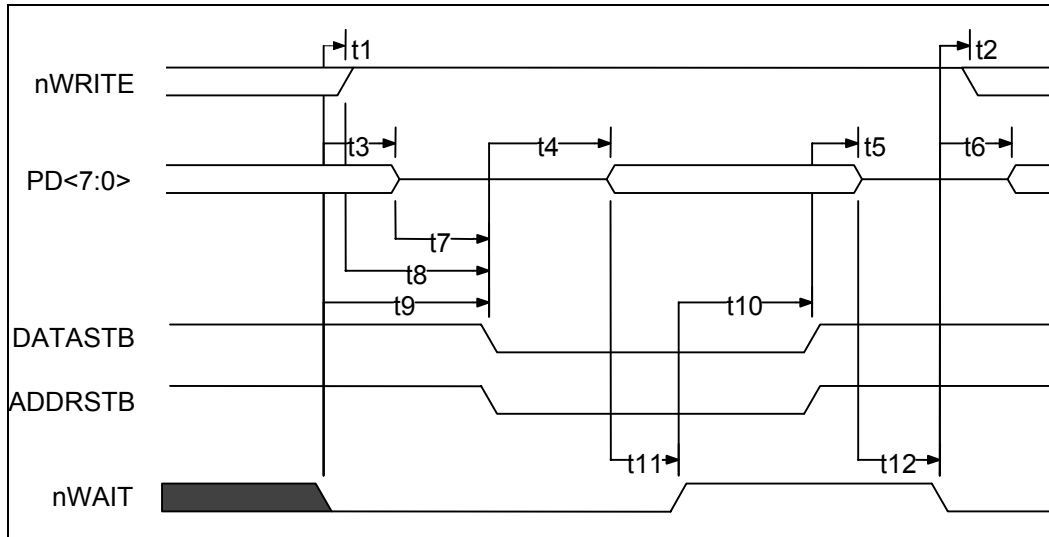 t1
t2
nWRITE
t3
t4
t5
t6
PD<7:0>
t7
t8
t9
t10
DATASTB
ADDRSTB
t11
t12
nWAIT